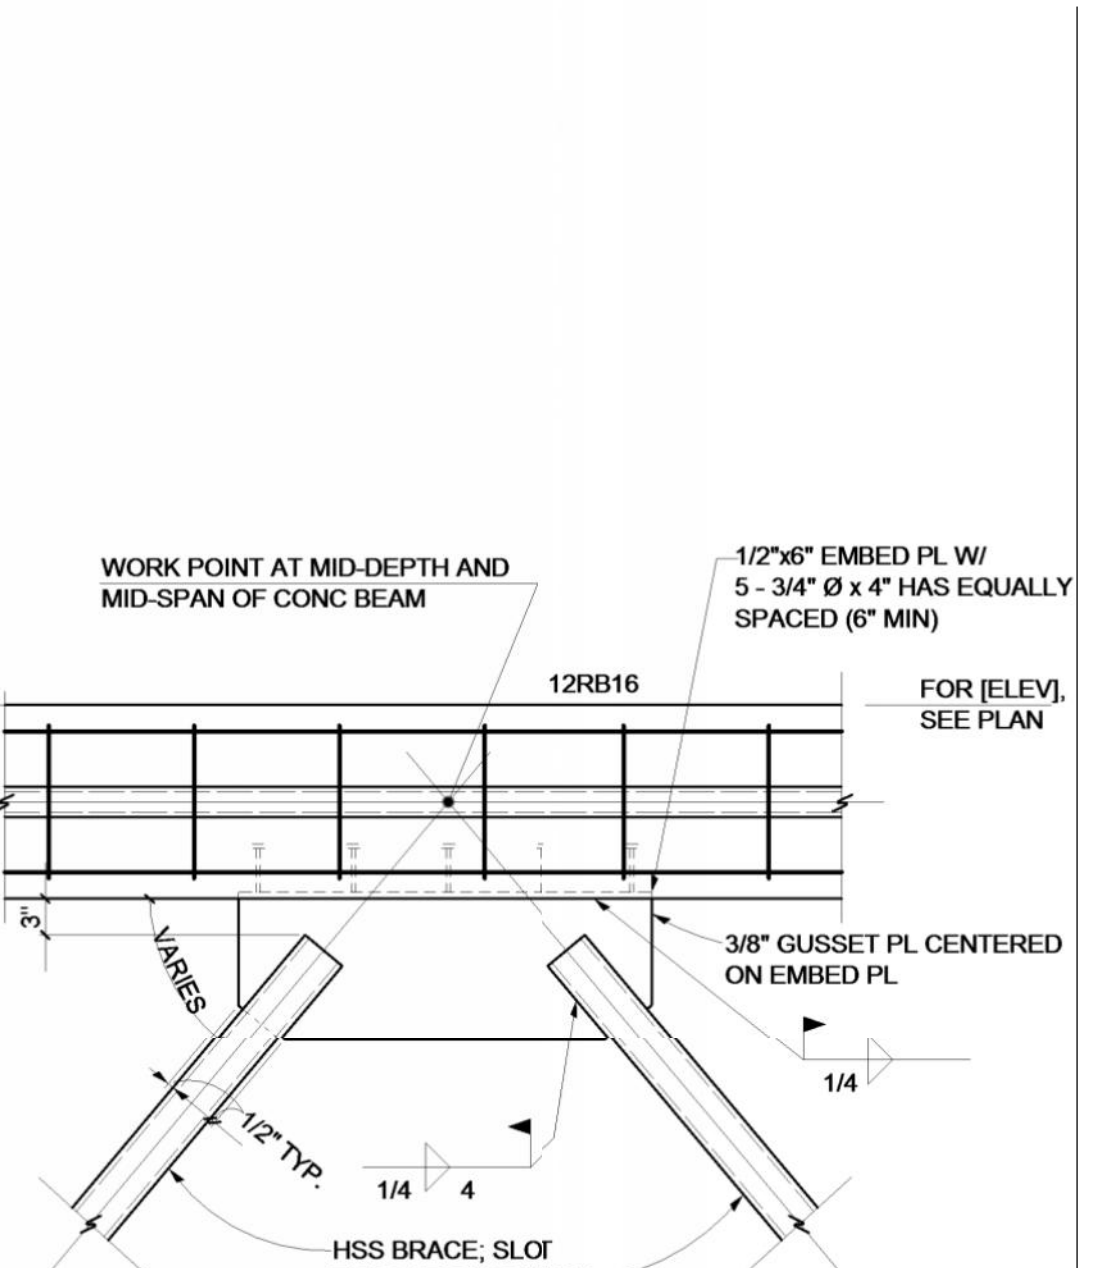 WORK POINT AT MID-DEPTH AND
MID-SPAN OF CONC BEAM
1/2"x6" EMBED PL W/
5 - 3/4" Ø x 4" HAS EQUALLY
SPACED (6" MIN)
12RB16
FOR [ELEV],
SEE PLAN
3"
VARIES
3/8" GUSSET PL CENTERED
ON EMBED PL
1/4
1/2" TYP.
1/4 4
HSS BRACE; SLOT